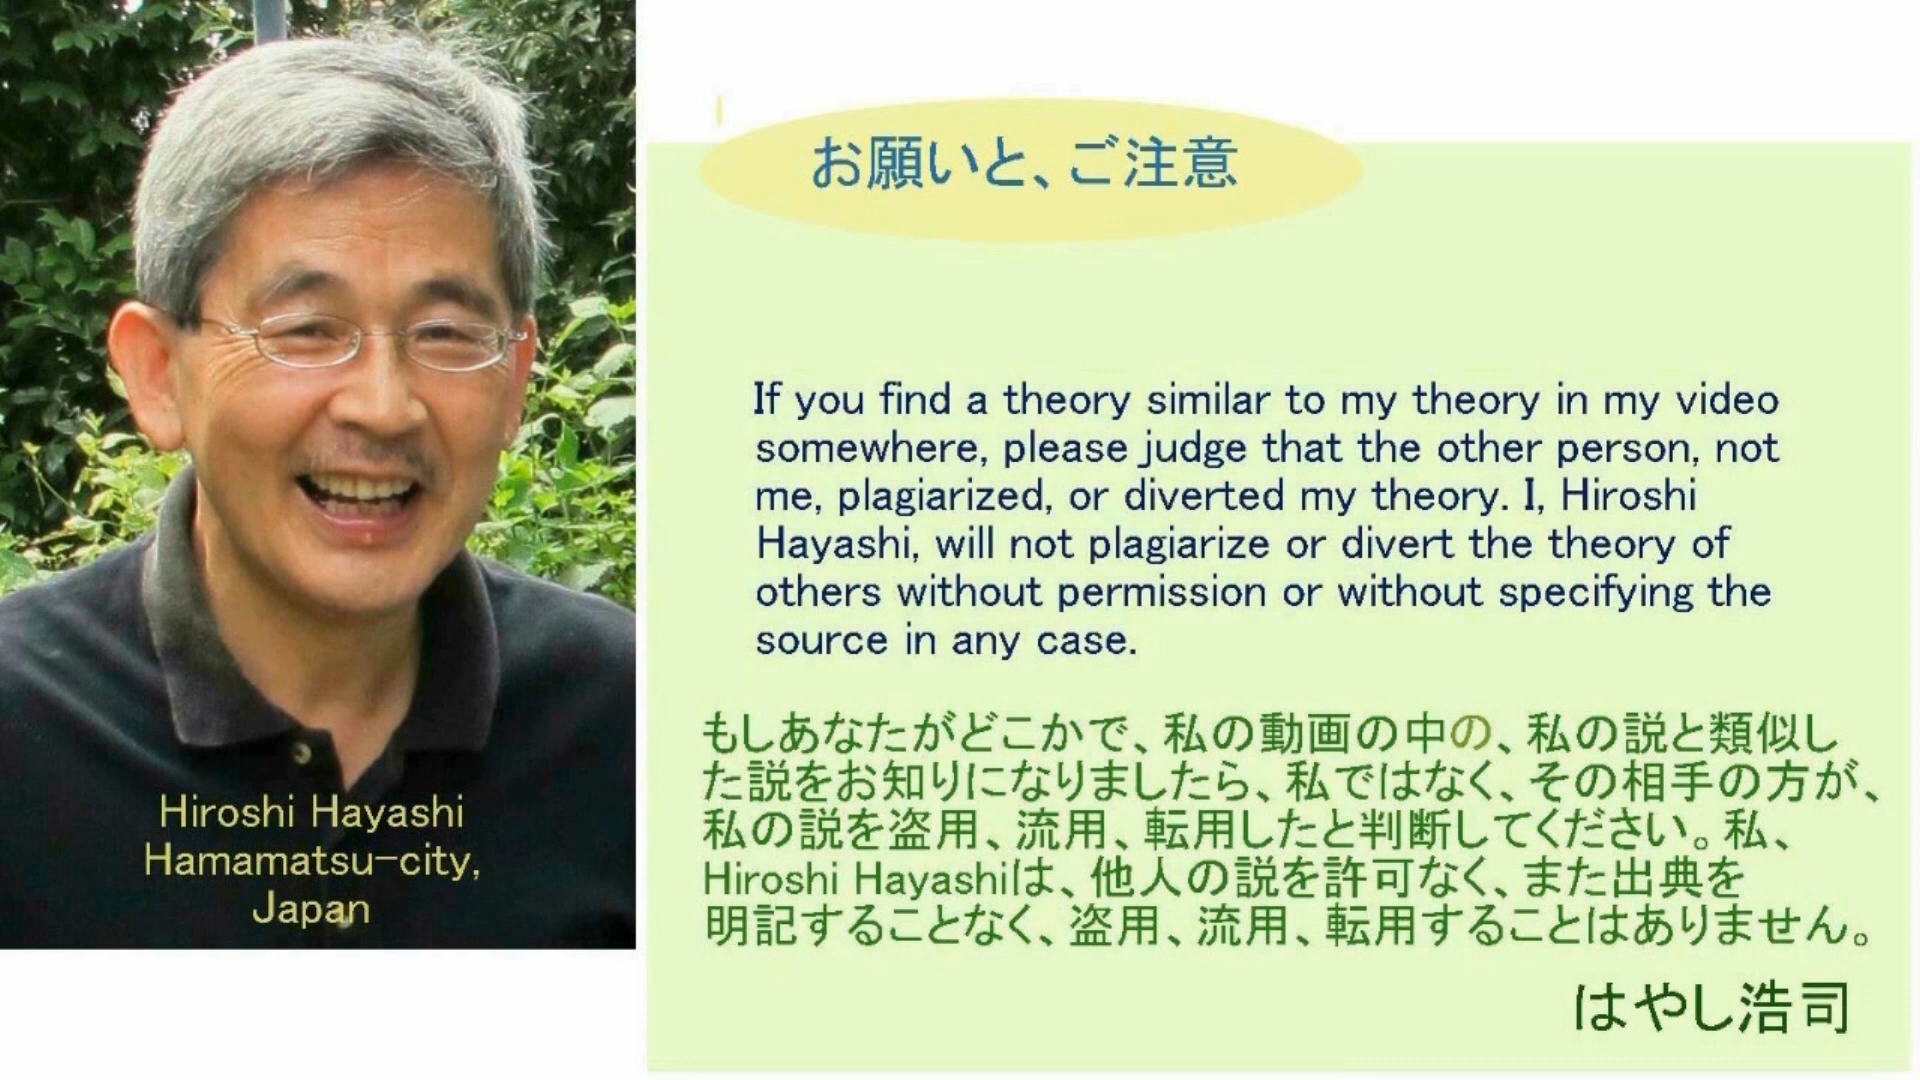 お願いと、ご注意
If you find a theory similar to my theory in my video
somewhere, please judge that the other person, not
me, plagiarized, or diverted my theory. I, Hiroshi
Hayashi, will not plagiarize or divert the theory of
others without permission or without specifying the
source in any case.
もしあなたがどこかで、私の動画の中の、私の説と類似し
た説をお知りになりましたら、私ではなく、その相手の方が、
私の説を盗用、流用、転用したと判断してください。私、
Hiroshi Hayashiは、他人の説を許可なく、また出典を
明記することなく、盗用、流用、転用することはありません。
はやし浩司
Hiroshi Hayashi
Hamamatsu-city,
Japan